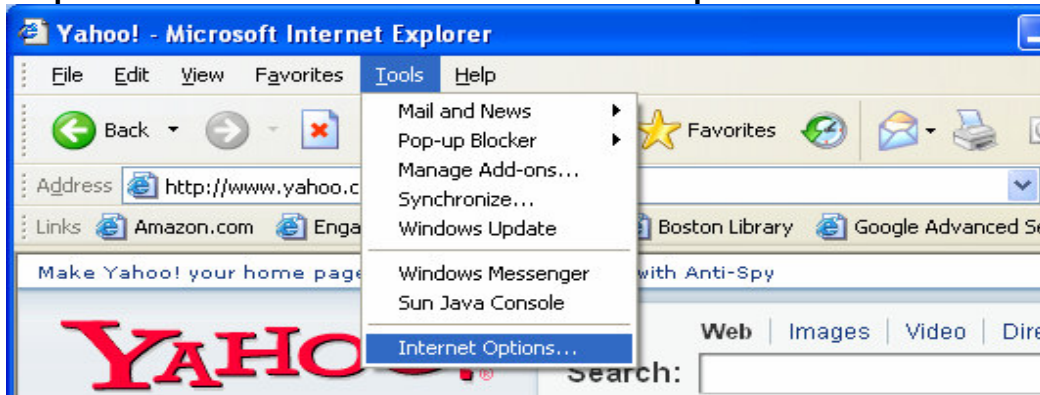 Yahoo! - Microsoft Internet Explorer
File Edit View Favorites Tools Help
Mail and News
Pop-up Blocker
Manage Add-ons...
Synchronize...
Windows Update
Windows Messenger
Sun Java Console
Internet Options...
Back Favorites
Address http://www.yahoo.c
Links Amazon.com Enga Boston Library Google Advanced Se
Make Yahoo! your home page with Anti-Spy
YAHO
Web | Images | Video | Dire
Search: